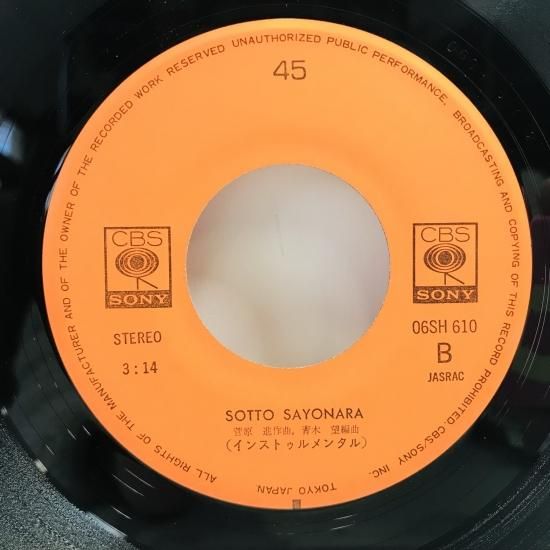 ALL RIGHTS OF THE MANUFACTURER AND OF THE OWNER OF THE RECORDED WORK RESERVED UNAUTHORIZED PUBLIC PERFORMANCE, BROADCASTING AND COPYING OF THIS RECORD PROHIBITED. CBS/SONY INC.
TOKYO JAPAN
45
CBS
SONY
CBS
SONY
STEREO
3:14
06SH 610
B
JASRAC
SOTTO SAYONARA
菅原 進作曲, 青木 望編曲
(インストゥルメンタル)